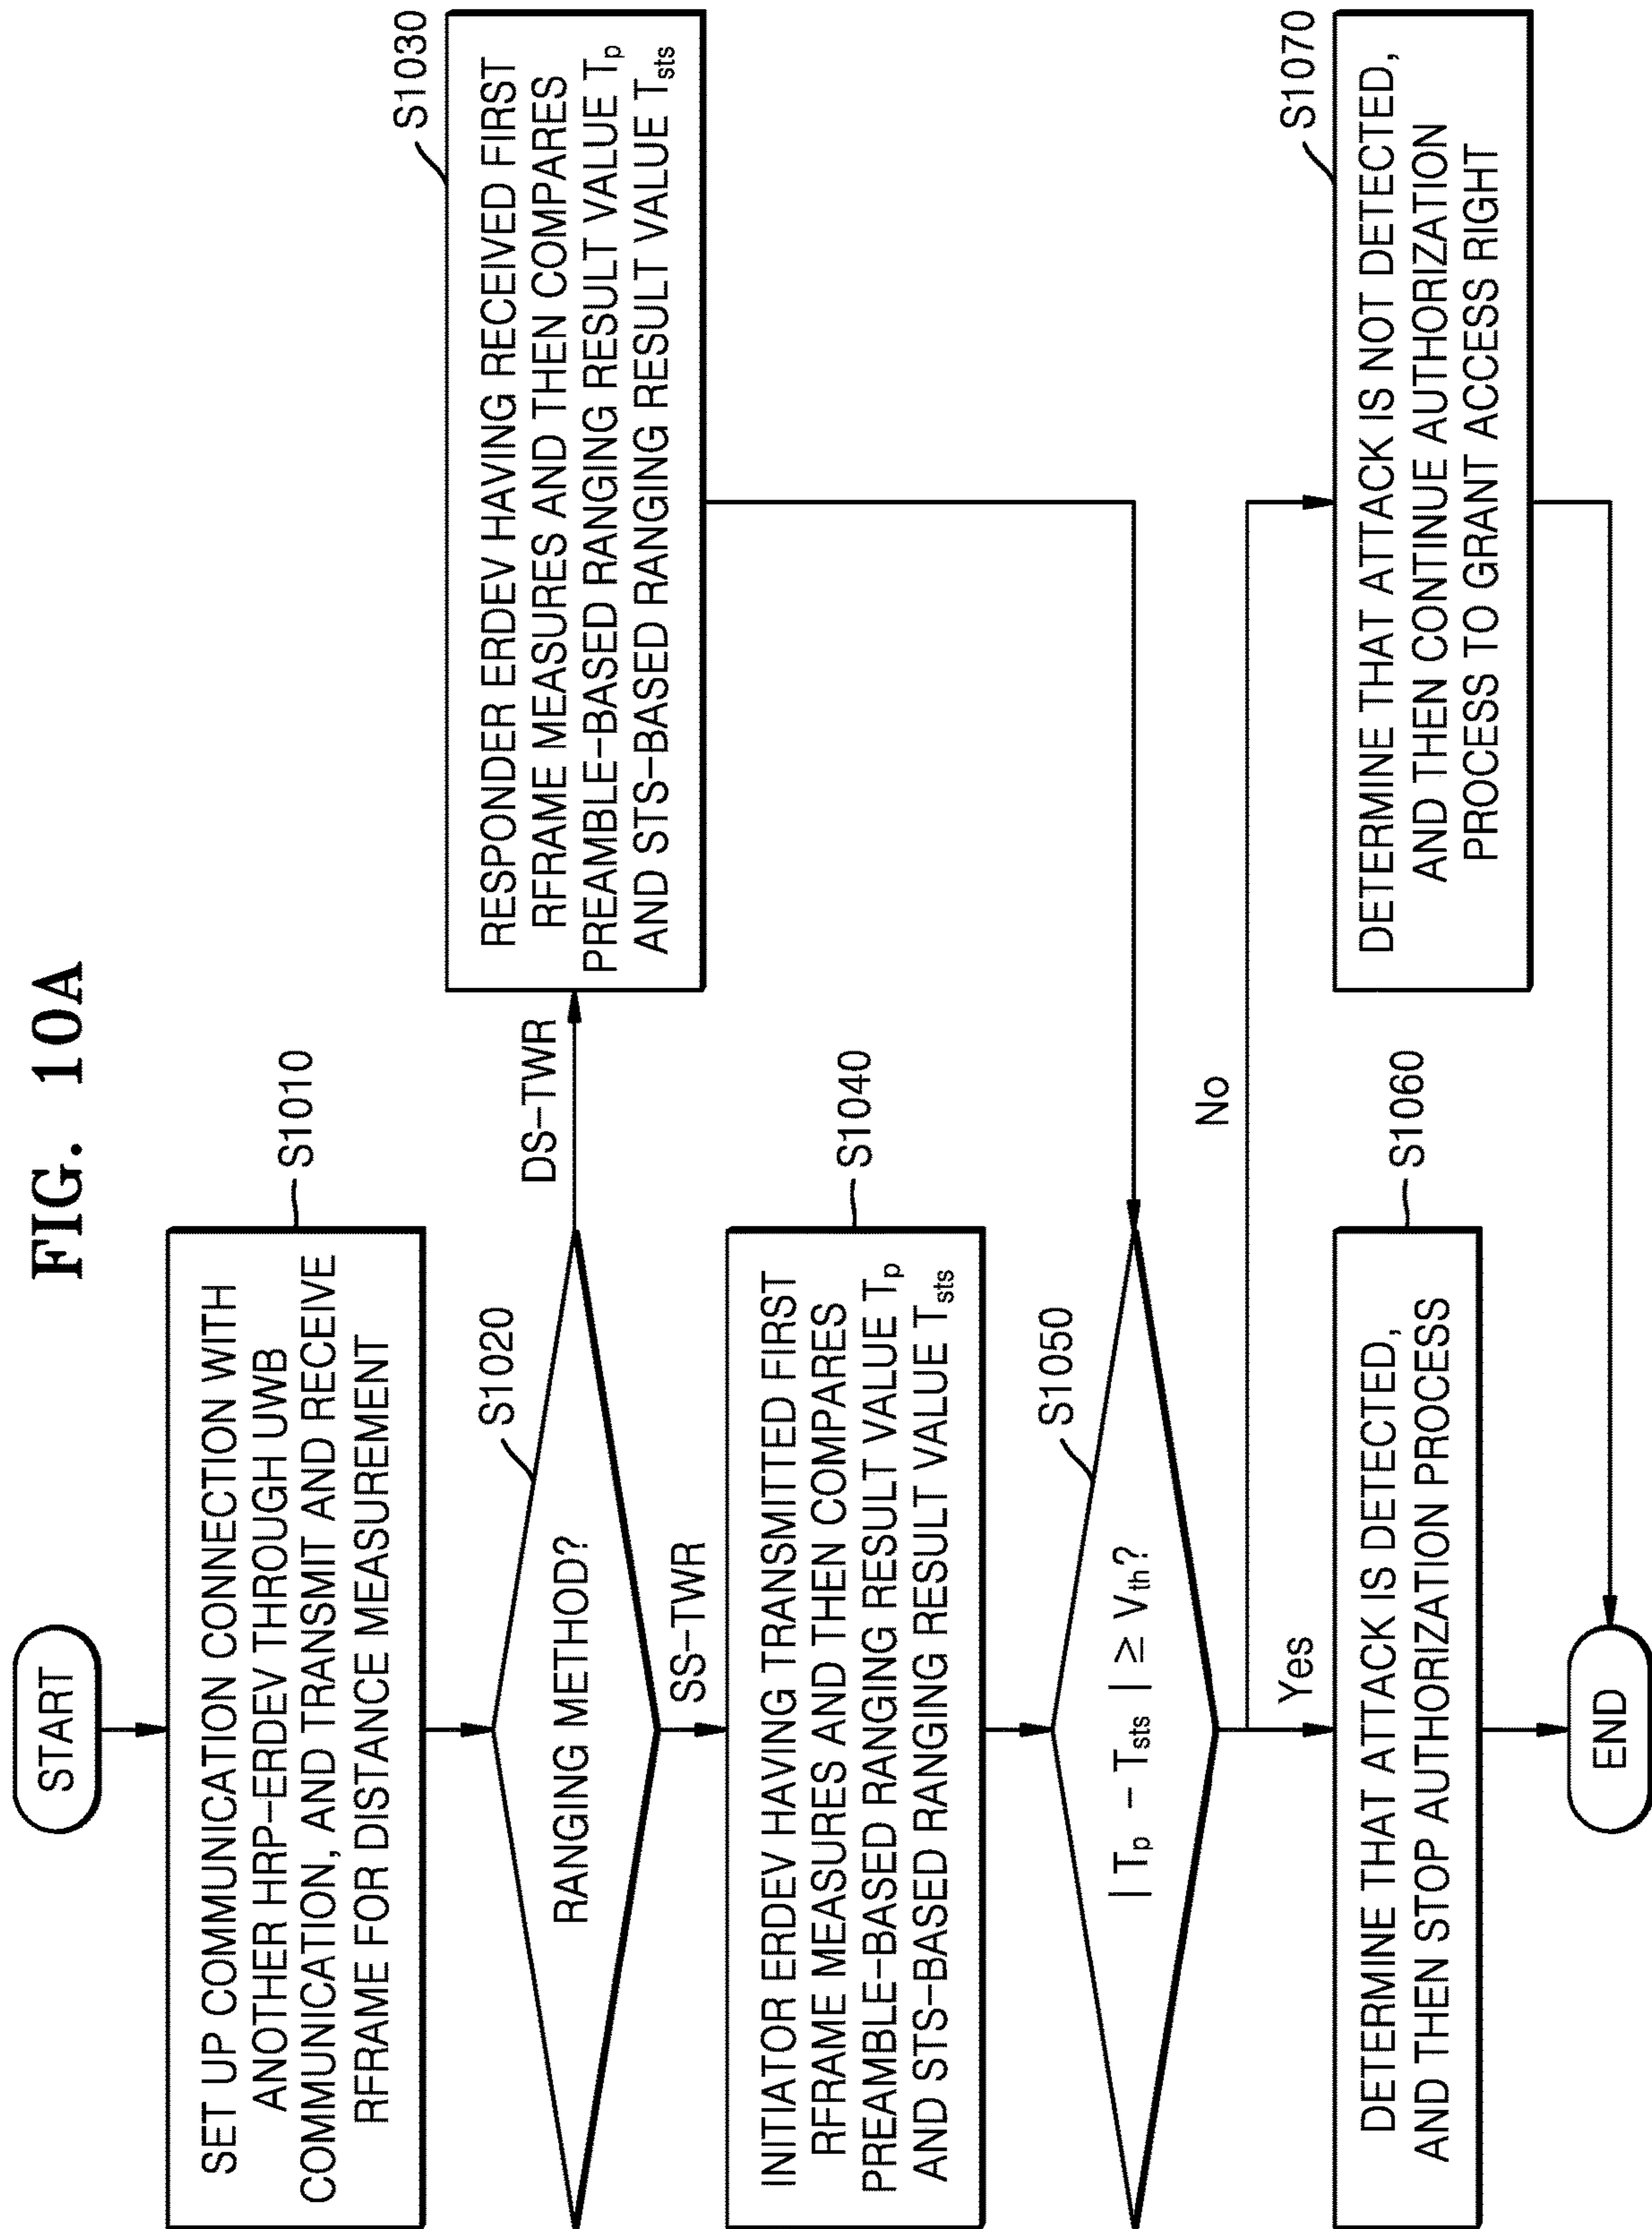 FIG. 10A
START
SET UP COMMUNICATION CONNECTION WITH
ANOTHER HRP-ERDEV THROUGH UWB
COMMUNICATION, AND TRANSMIT AND RECEIVE
RFRAME FOR DISTANCE MEASUREMENT
S1010
RANGING METHOD?
S1020
DS-TWR
SS-TWR
RESPONDER ERDEV HAVING RECEIVED FIRST
RFRAME MEASURES AND THEN COMPARES
PREAMBLE-BASED RANGING RESULT VALUE Tp
AND STS-BASED RANGING RESULT VALUE Tsts
S1030
INITIATOR ERDEV HAVING TRANSMITTED FIRST
RFRAME MEASURES AND THEN COMPARES
PREAMBLE-BASED RANGING RESULT VALUE Tp
AND STS-BASED RANGING RESULT VALUE Tsts
S1040
| Tp - Tsts | ≥ Vth?
S1050
No
Yes
DETERMINE THAT ATTACK IS DETECTED,
AND THEN STOP AUTHORIZATION PROCESS
S1060
DETERMINE THAT ATTACK IS NOT DETECTED,
AND THEN CONTINUE AUTHORIZATION
PROCESS TO GRANT ACCESS RIGHT
S1070
END